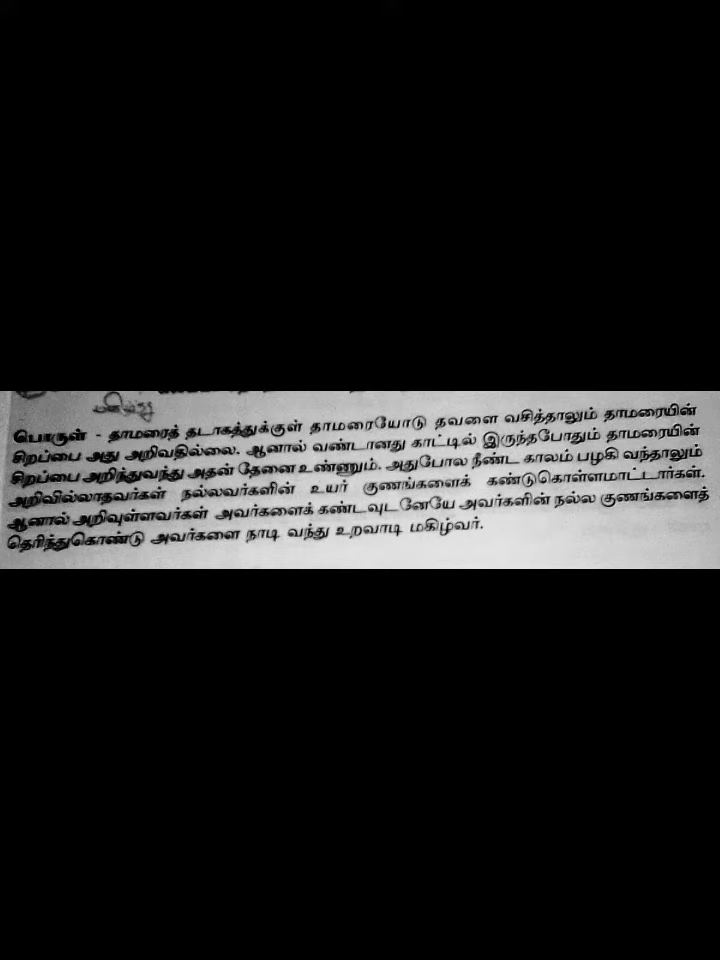 பொருள் - தாமரைத் தடாகத்துக்குள் தாமரையோடு தவளை வசித்தாலும் தாமரையின்
சிறப்பை அது அறிவதில்லை. ஆனால் வண்டானது காட்டில் இருந்தபோதும் தாமரையின்
சிறப்பை அறிந்துவந்து அதன் தேனை உண்ணும். அதுபோல நீண்ட காலம் பழகி வந்தாலும்
அறிவில்லாதவர்கள் நல்லவர்களின் உயர் குணங்களைக் கண்டுகொள்ளமாட்டார்கள்.
ஆனால் அறிவுள்ளவர்கள் அவர்களைக் கண்டவுடனேயே அவர்களின் நல்ல குணங்களைத்
தெரிந்துகொண்டு அவர்களை நாடி வந்து உறவாடி மகிழ்வர்.